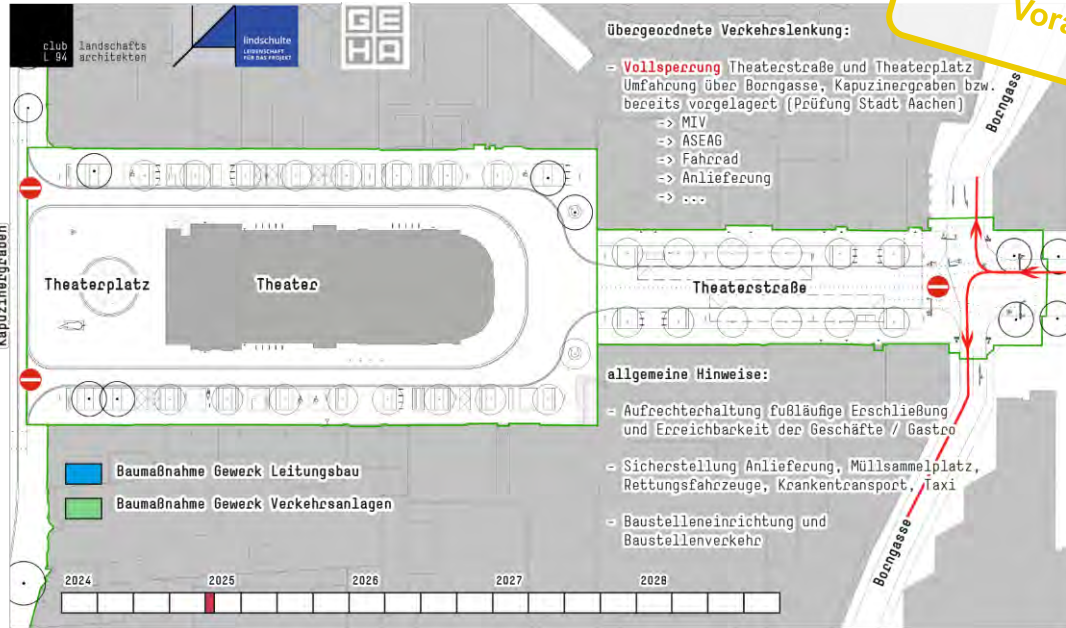 club
L 94
landschafts
architekten
lindschulte
LEIDENSCHAFT
FÜR DAS PROJEKT
GE
HA
übergeordnete Verkehrslenkung:
- Vollsperrung Theaterstraße und Theaterplatz
Umfahrung über Borngasse, Kapuzinergraben bzw.
bereits vorgelagert (Prüfung Stadt Aachen)
-> MIV
-> ASEAG
-> Fahrrad
-> Anlieferung
-> ...
Vora
Borngasse
Kapuzinergraben
Theaterplatz
Theater
Theaterstraße
allgemeine Hinweise:
- Aufrechterhaltung fußläufige Erschließung
und Erreichbarkeit der Geschäfte / Gastro
- Sicherstellung Anlieferung, Müllsammelplatz,
Rettungsfahrzeuge, Krankentransport, Taxi
- Baustelleneinrichtung und
Baustellenverkehr
Borngasse
Baumaßnahme Gewerk Leitungsbau
Baumaßnahme Gewerk Verkehrsanlagen
2024 2025 2026 2027 2028